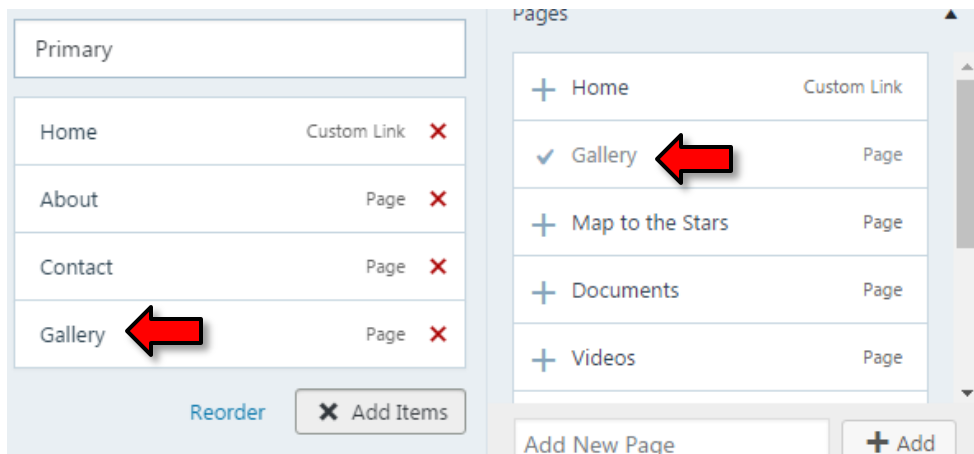 Primary
Home Custom Link
About Page
Contact Page
Gallery Page
Reorder Add Items
Pages
Home Custom Link
Gallery Page
Map to the Stars Page
Documents Page
Videos Page
Add New Page Add